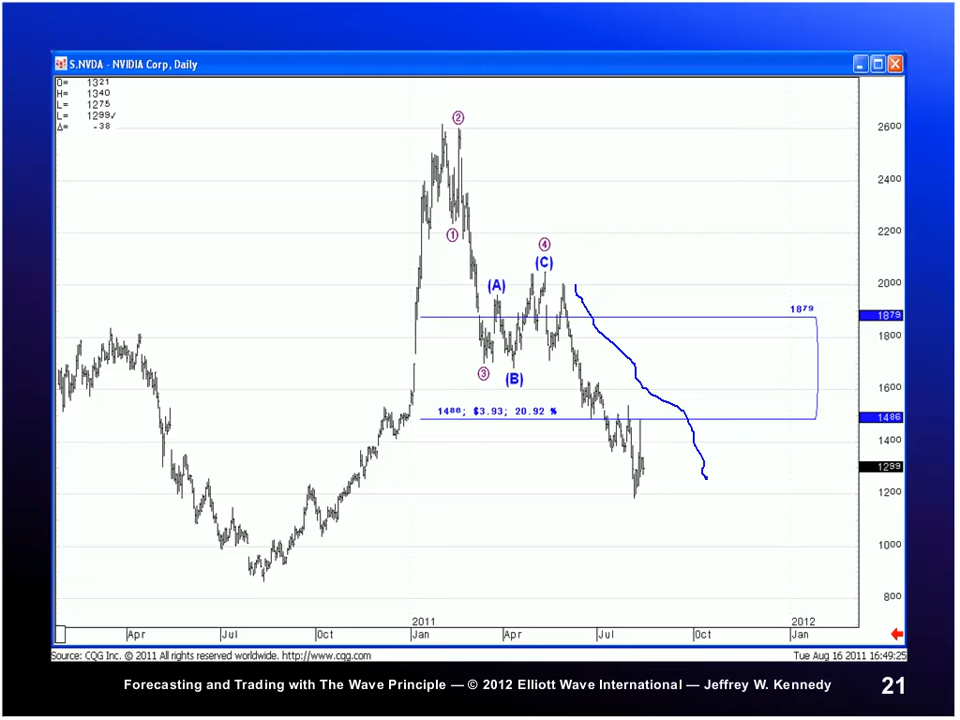 S.NVDA - NVIDIA Corp, Daily
O= 1321
H= 1340
L= 1275
L= 1299✓
Δ= -38
2600
2400
2200
2000
1879
1800
1600
1486
1400
1299
1200
1000
800
②
①
④
(C)
(A)
③
(B)
1879
1486; $3.93; 20.92 %
2011
2012
Apr
Jul
Oct
Jan
Apr
Jul
Oct
Jan
Source: CQG Inc. © 2011 All rights reserved worldwide. http://www.cqg.com
Tue Aug 16 2011 16:49:25
Forecasting and Trading with The Wave Principle — © 2012 Elliott Wave International — Jeffrey W. Kennedy
21